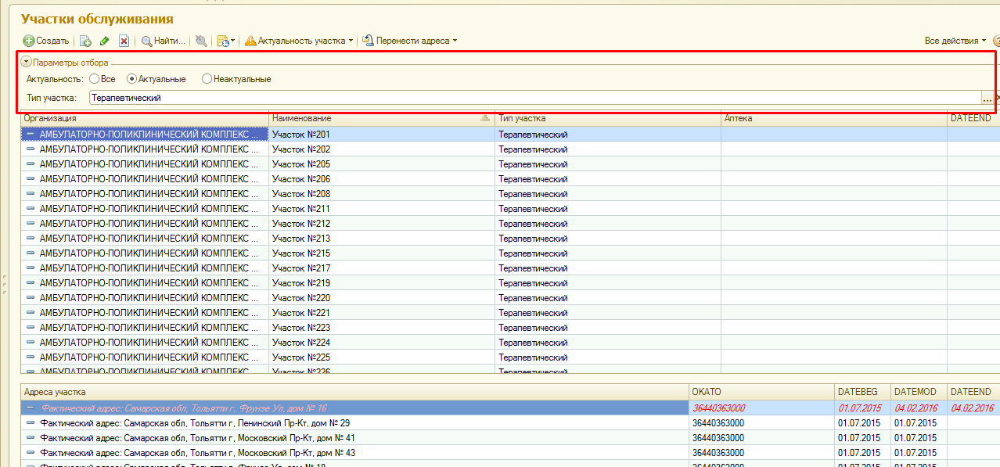 Участки обслуживания
Создать Найти... Актуальность участка Перенести адреса Все действия
Параметры отбора
Актуальность: Все Актуальные Неактуальные
Тип участка: Терапевтический ...
Организация Наименование Тип участка Аптека DATEEND
АМБУЛАТОРНО-ПОЛИКЛИНИЧЕСКИЙ КОМПЛЕКС ... Участок №201 Терапевтический
АМБУЛАТОРНО-ПОЛИКЛИНИЧЕСКИЙ КОМПЛЕКС ... Участок №202 Терапевтический
АМБУЛАТОРНО-ПОЛИКЛИНИЧЕСКИЙ КОМПЛЕКС ... Участок №205 Терапевтический
АМБУЛАТОРНО-ПОЛИКЛИНИЧЕСКИЙ КОМПЛЕКС ... Участок №206 Терапевтический
АМБУЛАТОРНО-ПОЛИКЛИНИЧЕСКИЙ КОМПЛЕКС ... Участок №208 Терапевтический
АМБУЛАТОРНО-ПОЛИКЛИНИЧЕСКИЙ КОМПЛЕКС ... Участок №211 Терапевтический
АМБУЛАТОРНО-ПОЛИКЛИНИЧЕСКИЙ КОМПЛЕКС ... Участок №212 Терапевтический
АМБУЛАТОРНО-ПОЛИКЛИНИЧЕСКИЙ КОМПЛЕКС ... Участок №213 Терапевтический
АМБУЛАТОРНО-ПОЛИКЛИНИЧЕСКИЙ КОМПЛЕКС ... Участок №215 Терапевтический
АМБУЛАТОРНО-ПОЛИКЛИНИЧЕСКИЙ КОМПЛЕКС ... Участок №217 Терапевтический
АМБУЛАТОРНО-ПОЛИКЛИНИЧЕСКИЙ КОМПЛЕКС ... Участок №219 Терапевтический
АМБУЛАТОРНО-ПОЛИКЛИНИЧЕСКИЙ КОМПЛЕКС ... Участок №220 Терапевтический
АМБУЛАТОРНО-ПОЛИКЛИНИЧЕСКИЙ КОМПЛЕКС ... Участок №221 Терапевтический
АМБУЛАТОРНО-ПОЛИКЛИНИЧЕСКИЙ КОМПЛЕКС ... Участок №223 Терапевтический
АМБУЛАТОРНО-ПОЛИКЛИНИЧЕСКИЙ КОМПЛЕКС ... Участок №224 Терапевтический
АМБУЛАТОРНО-ПОЛИКЛИНИЧЕСКИЙ КОМПЛЕКС ... Участок №225 Терапевтический
АМБУЛАТОРНО-ПОЛИКЛИНИЧЕСКИЙ КОМПЛЕКС ... Участок №226 Терапевтический
Адреса участка ОКАТО DATEBEG DATEMOD DATEEND
Фактический адрес: Самарская обл, Тольятти г, Фрунзе Ул, дом № 16 36440363000 01.07.2015 04.02.2016 04.02.2016
Фактический адрес: Самарская обл, Тольятти г, Ленинский Пр-Кт, дом № 29 36440363000 01.07.2015 01.07.2015
Фактический адрес: Самарская обл, Тольятти г, Московский Пр-Кт, дом № 41 36440363000 01.07.2015 01.07.2015
Фактический адрес: Самарская обл, Тольятти г, Московский Пр-Кт, дом № 43 36440363000 01.07.2015 01.07.2015
Фактический адрес: Самарская обл, Тольятти г, Фрунзе Ул, дом № 18 36440363000 01.07.2015 01.07.2015